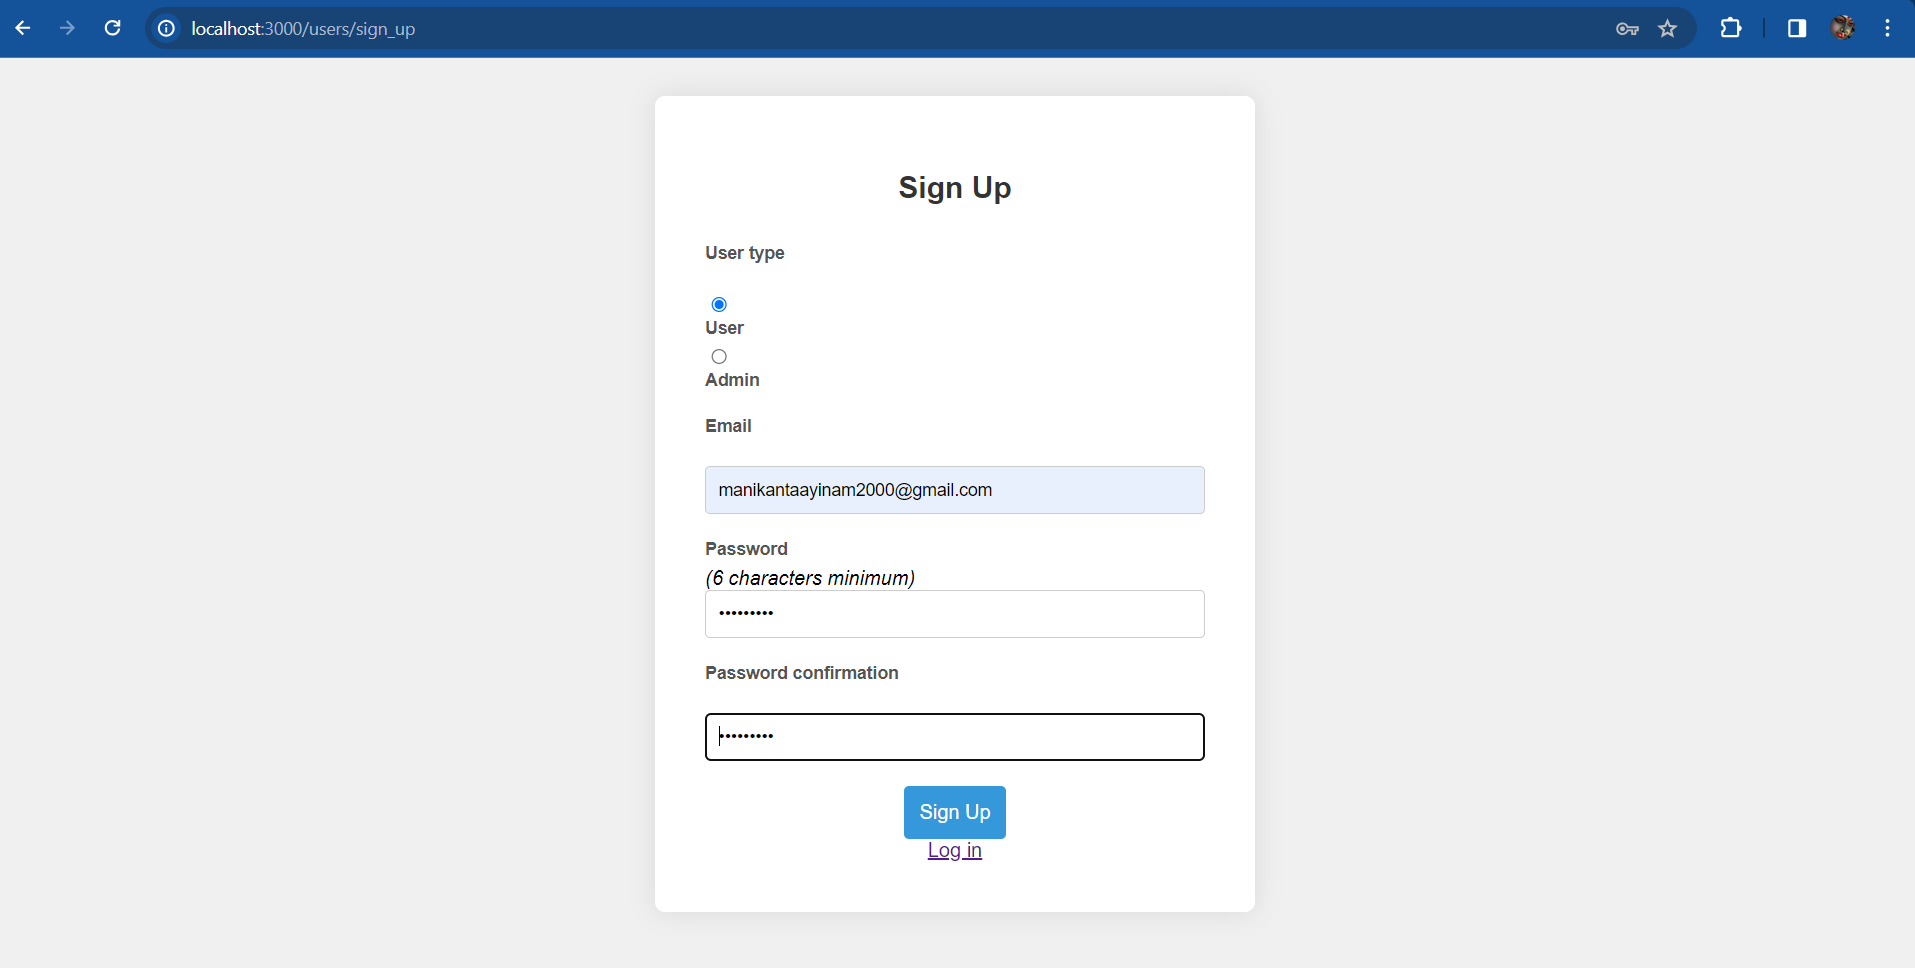 localhost:3000/users/sign_up
Sign Up
User type
User
Admin
Email
manikantaayinam2000@gmail.com
Password
(6 characters minimum)
•••••••••
Password confirmation
•••••••••
Sign Up
Log in